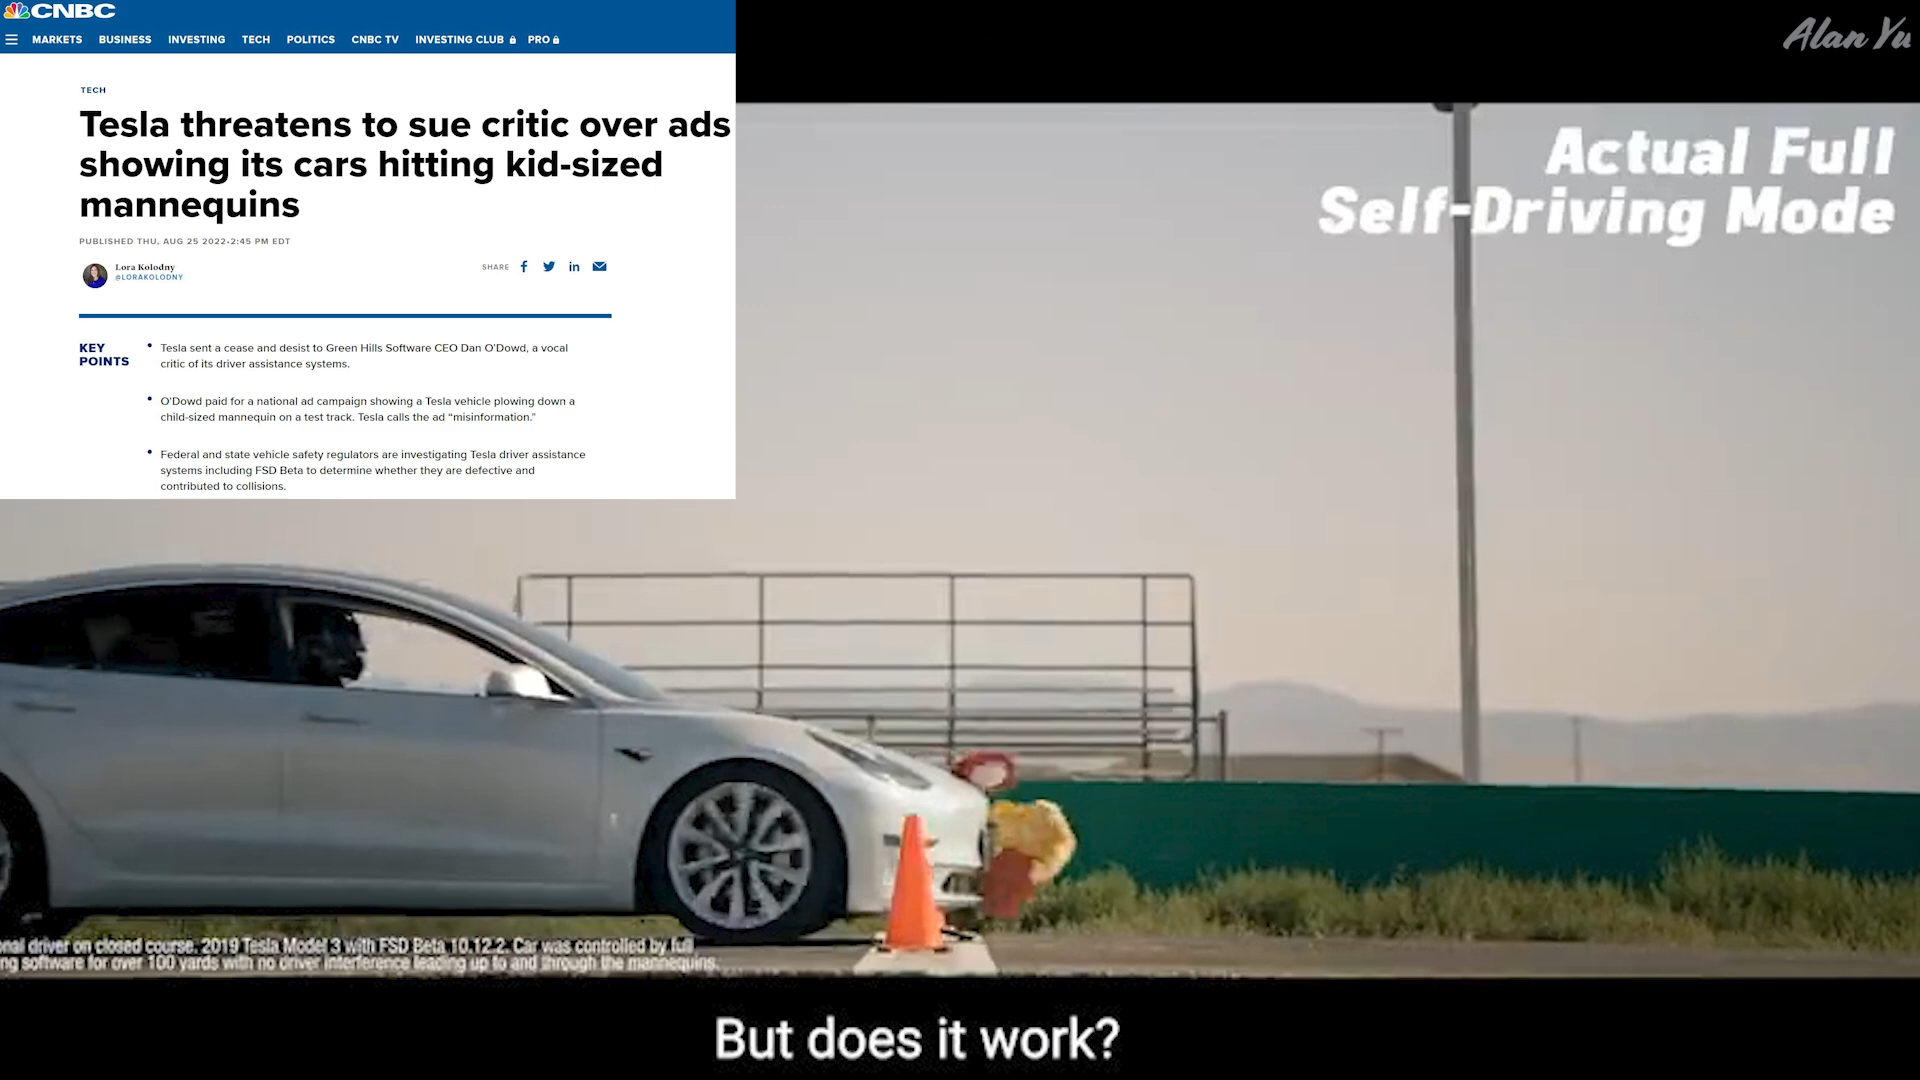 CNBC
MARKETS BUSINESS INVESTING TECH POLITICS CNBC TV INVESTING CLUB PRO
TECH
Tesla threatens to sue critic over ads
showing its cars hitting kid-sized
mannequins
PUBLISHED THU, AUG 25 2022•2:45 PM EDT
Lora Kolodny
@LORAKOLODNY
SHARE
KEY
POINTS
• Tesla sent a cease and desist to Green Hills Software CEO Dan O'Dowd, a vocal
critic of its driver assistance systems.
• O'Dowd paid for a national ad campaign showing a Tesla vehicle plowing down a
child-sized mannequin on a test track. Tesla calls the ad “misinformation.”
• Federal and state vehicle safety regulators are investigating Tesla driver assistance
systems including FSD Beta to determine whether they are defective and
contributed to collisions.
Alan Yu
Actual Full
Self-Driving Mode
onal driver on closed course. 2019 Tesla Model 3 with FSD Beta 10.12.2. Car was controlled by full
ng software for over 100 yards with no driver interference leading up to and through the mannequins.
But does it work?